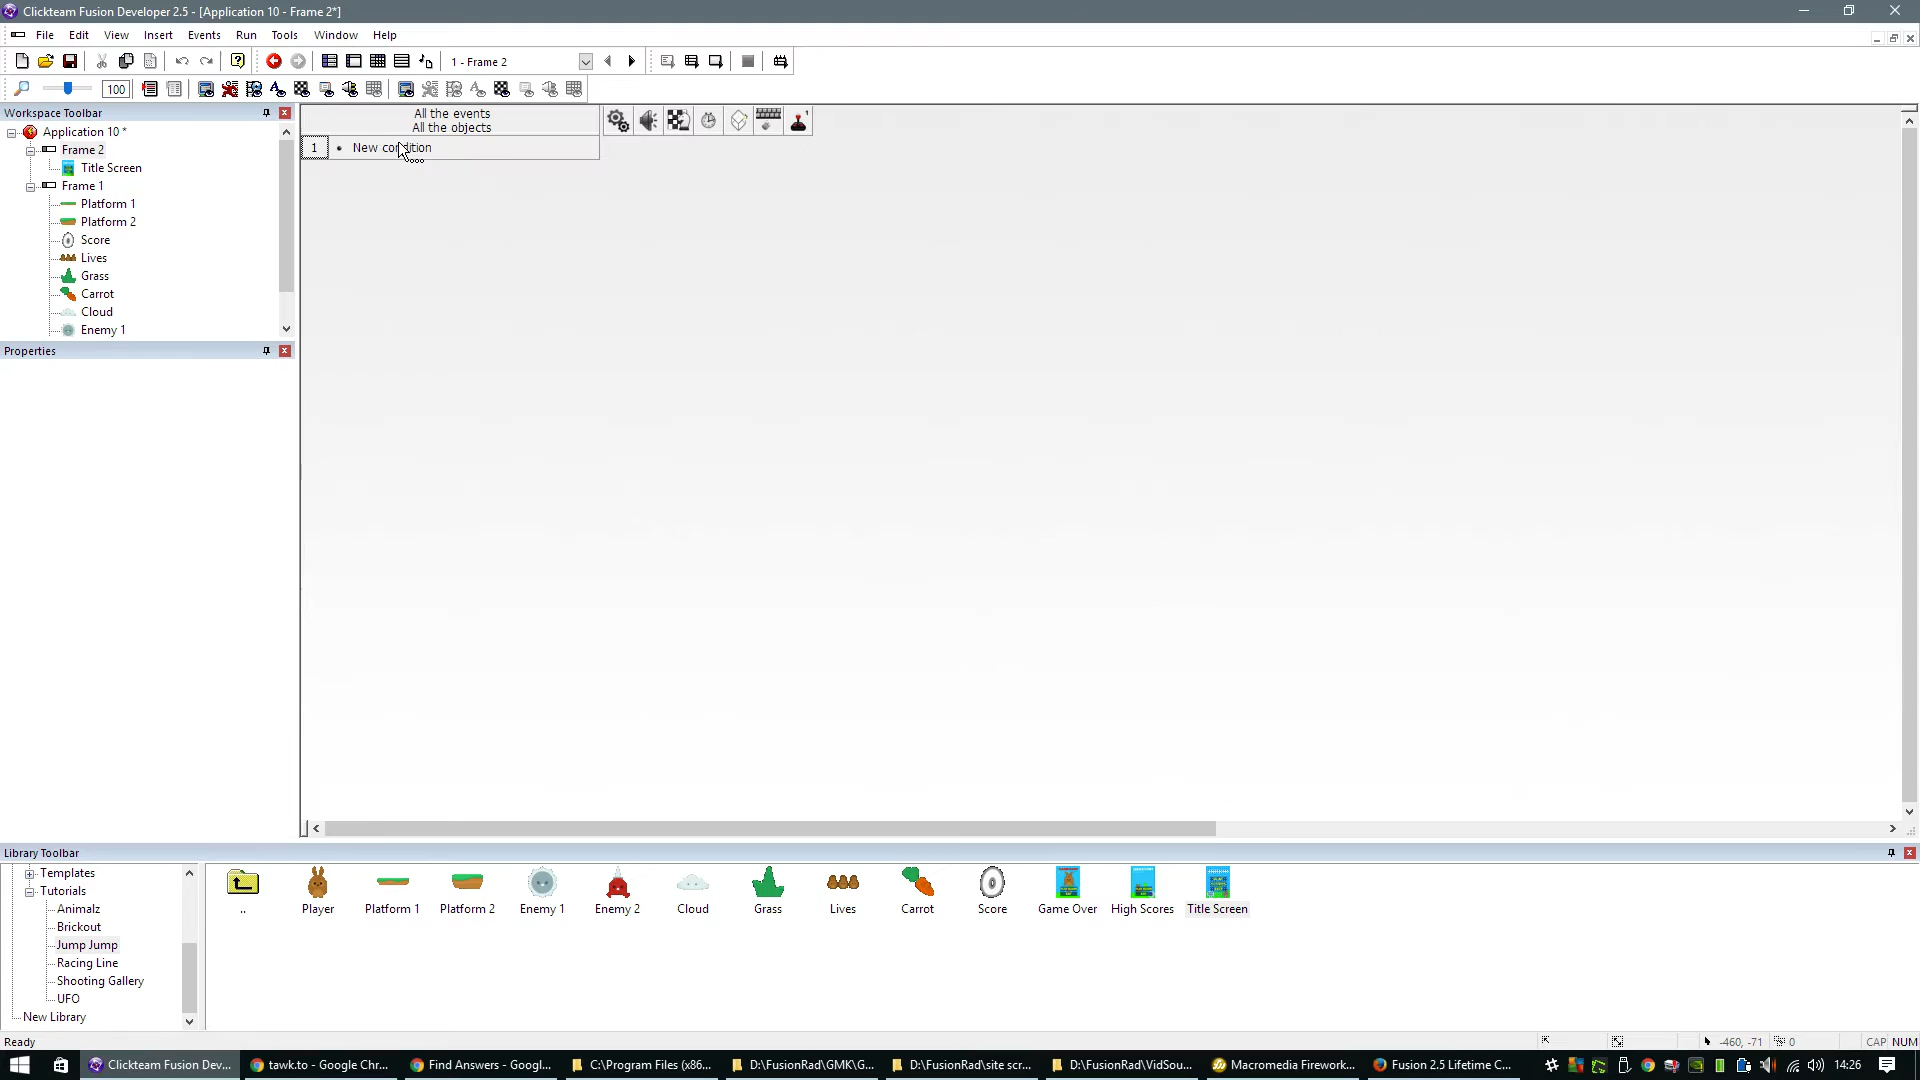 Clickteam Fusion Developer 2.5 - [Application 10 - Frame 2*]
File Edit View Insert Events Run Tools Window Help
1 - Frame 2
100
Workspace Toolbar
Application 10 *
Frame 2
Title Screen
Frame 1
Platform 1
Platform 2
Score
Lives
Grass
Carrot
Cloud
Enemy 1
Properties
All the events
All the objects
1 • New condition
Library Toolbar
Templates
Tutorials
Animalz
Brickout
Jump Jump
Racing Line
Shooting Gallery
UFO
New Library
.. Player Platform 1 Platform 2 Enemy 1 Enemy 2 Cloud Grass Lives Carrot Score Game Over High Scores Title Screen
Ready
-460, -71 0 CAP NUM
Clickteam Fusion Dev... tawk.to - Google Chr... Find Answers - Googl... C:\Program Files (x86... D:\FusionRad\GMK\G... D:\FusionRad\site scr... D:\FusionRad\VidSou... Macromedia Firework... Fusion 2.5 Lifetime C... 14:26